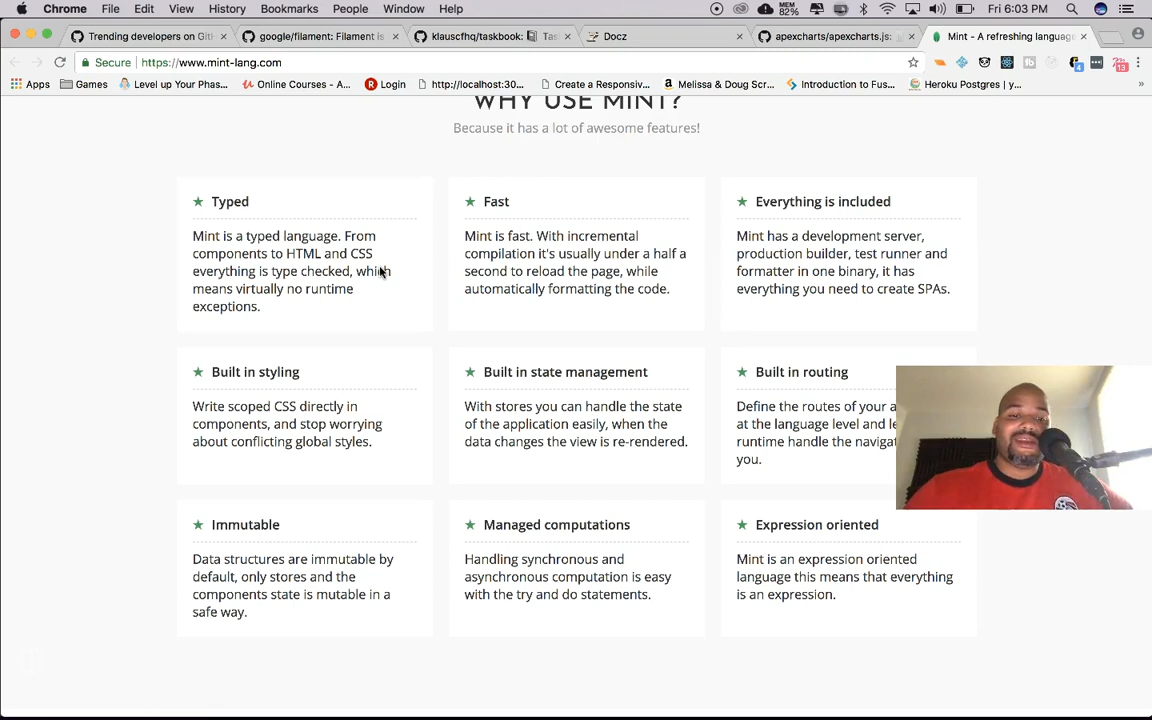 Chrome File Edit View History Bookmarks People Window Help MEM 82% Fri 6:03 PM
Trending developers on GitH × google/filament: Filament is × klauscfhq/taskbook: Tas × Docz × apexcharts/apexcharts.js: × Mint - A refreshing language ×
Secure https://www.mint-lang.com 4 13
Apps Games Level up Your Phas... Online Courses - A... Login http://localhost:30... Create a Responsiv... Melissa & Doug Scr... Introduction to Fus... Heroku Postgres | y... »
WHY USE MINT?
Because it has a lot of awesome features!
★ Typed
Mint is a typed language. From
components to HTML and CSS
everything is type checked, which
means virtually no runtime
exceptions.
★ Fast
Mint is fast. With incremental
compilation it's usually under a half a
second to reload the page, while
automatically formatting the code.
★ Everything is included
Mint has a development server,
production builder, test runner and
formatter in one binary, it has
everything you need to create SPAs.
★ Built in styling
Write scoped CSS directly in
components, and stop worrying
about conflicting global styles.
★ Built in state management
With stores you can handle the state
of the application easily, when the
data changes the view is re-rendered.
★ Built in routing
Define the routes of your a
at the language level and le
runtime handle the navigat
you.
★ Immutable
Data structures are immutable by
default, only stores and the
components state is mutable in a
safe way.
★ Managed computations
Handling synchronous and
asynchronous computation is easy
with the try and do statements.
★ Expression oriented
Mint is an expression oriented
language this means that everything
is an expression.